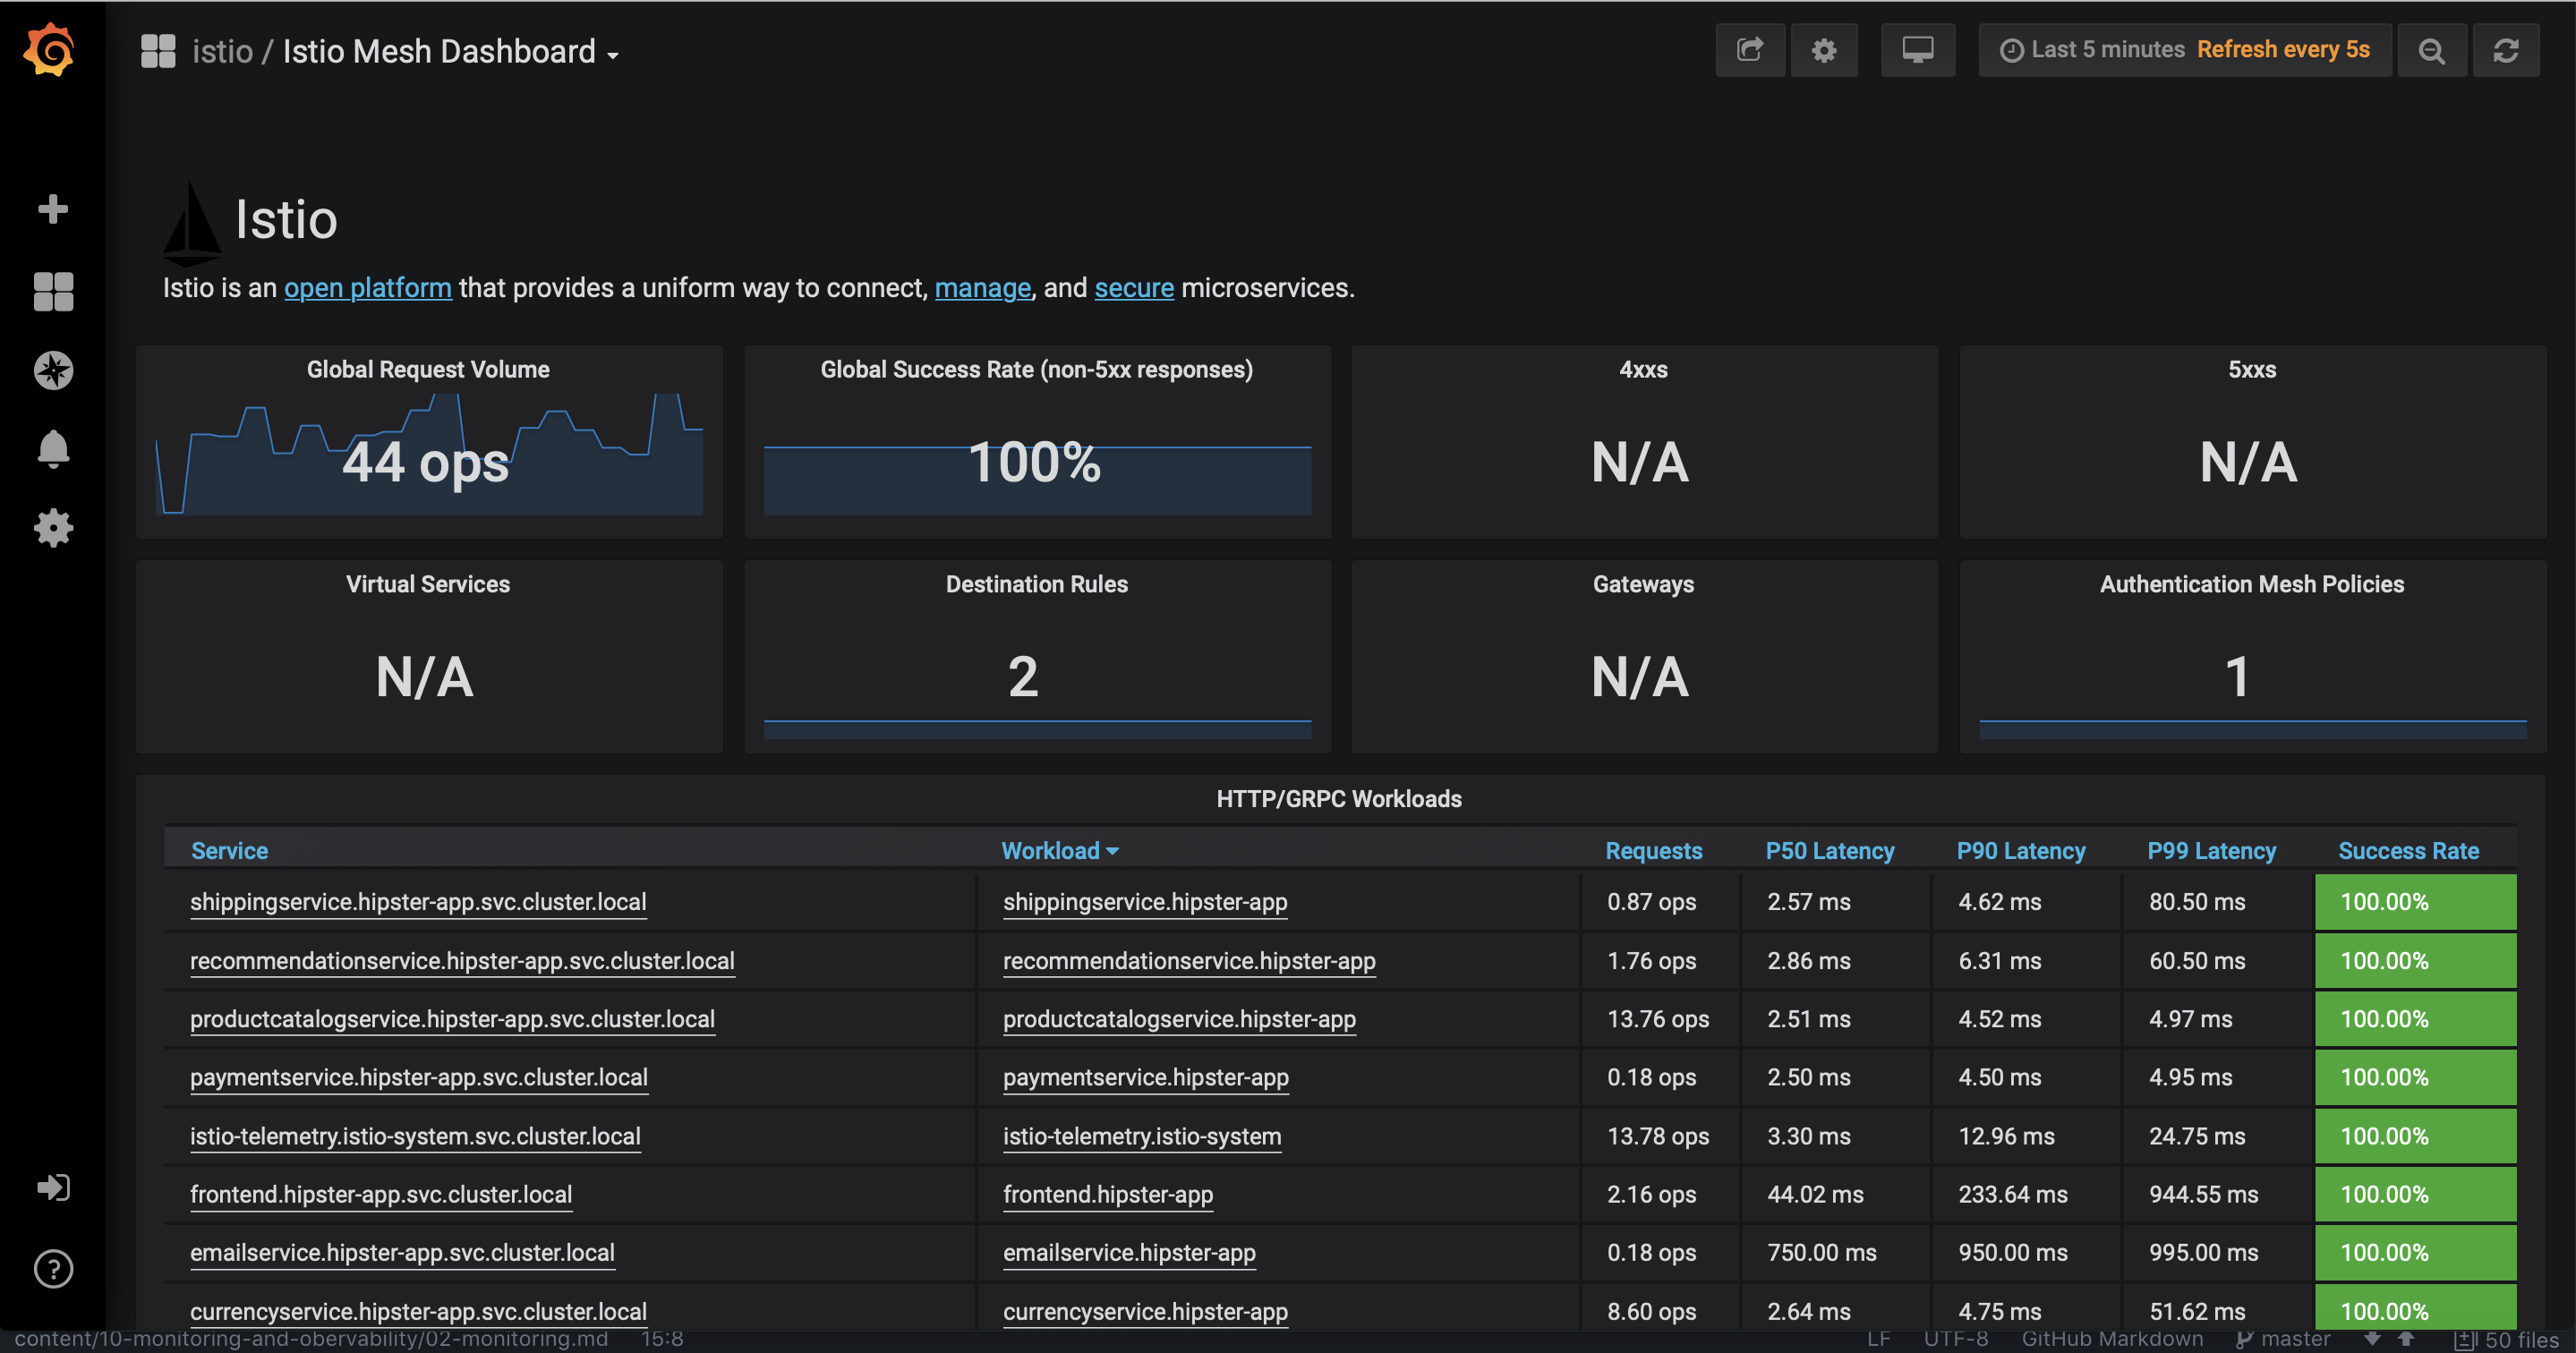 istio / Istio Mesh Dashboard
Last 5 minutes Refresh every 5s
Istio
Istio is an open platform that provides a uniform way to connect, manage, and secure microservices.
Global Request Volume
44 ops
Global Success Rate (non-5xx responses)
100%
4xxs
N/A
5xxs
N/A
Virtual Services
N/A
Destination Rules
2
Gateways
N/A
Authentication Mesh Policies
1
HTTP/GRPC Workloads
Service Workload Requests P50 Latency P90 Latency P99 Latency Success Rate
shippingservice.hipster-app.svc.cluster.local shippingservice.hipster-app 0.87 ops 2.57 ms 4.62 ms 80.50 ms 100.00%
recommendationservice.hipster-app.svc.cluster.local recommendationservice.hipster-app 1.76 ops 2.86 ms 6.31 ms 60.50 ms 100.00%
productcatalogservice.hipster-app.svc.cluster.local productcatalogservice.hipster-app 13.76 ops 2.51 ms 4.52 ms 4.97 ms 100.00%
paymentservice.hipster-app.svc.cluster.local paymentservice.hipster-app 0.18 ops 2.50 ms 4.50 ms 4.95 ms 100.00%
istio-telemetry.istio-system.svc.cluster.local istio-telemetry.istio-system 13.78 ops 3.30 ms 12.96 ms 24.75 ms 100.00%
frontend.hipster-app.svc.cluster.local frontend.hipster-app 2.16 ops 44.02 ms 233.64 ms 944.55 ms 100.00%
emailservice.hipster-app.svc.cluster.local emailservice.hipster-app 0.18 ops 750.00 ms 950.00 ms 995.00 ms 100.00%
currencyservice.hipster-app.svc.cluster.local currencyservice.hipster-app 8.60 ops 2.64 ms 4.75 ms 51.62 ms 100.00%
content/10-monitoring-and-obervability/02-monitoring.md 15:8 LF UTF-8 GitHub Markdown master 50 files